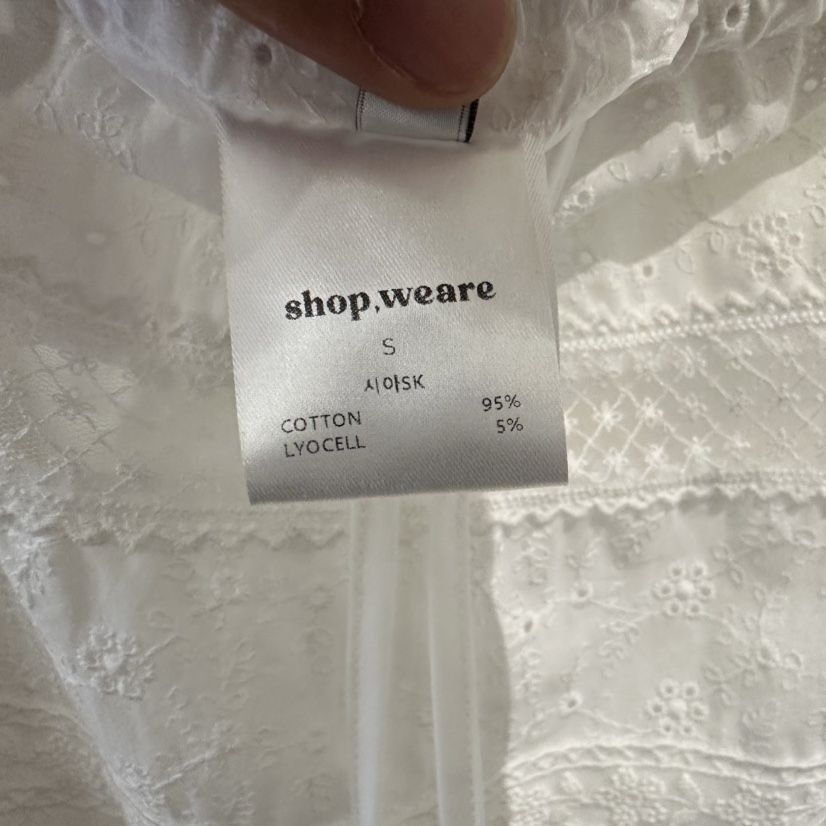 shop,weare
S
시아SK
COTTON 95%
LYOCELL 5%